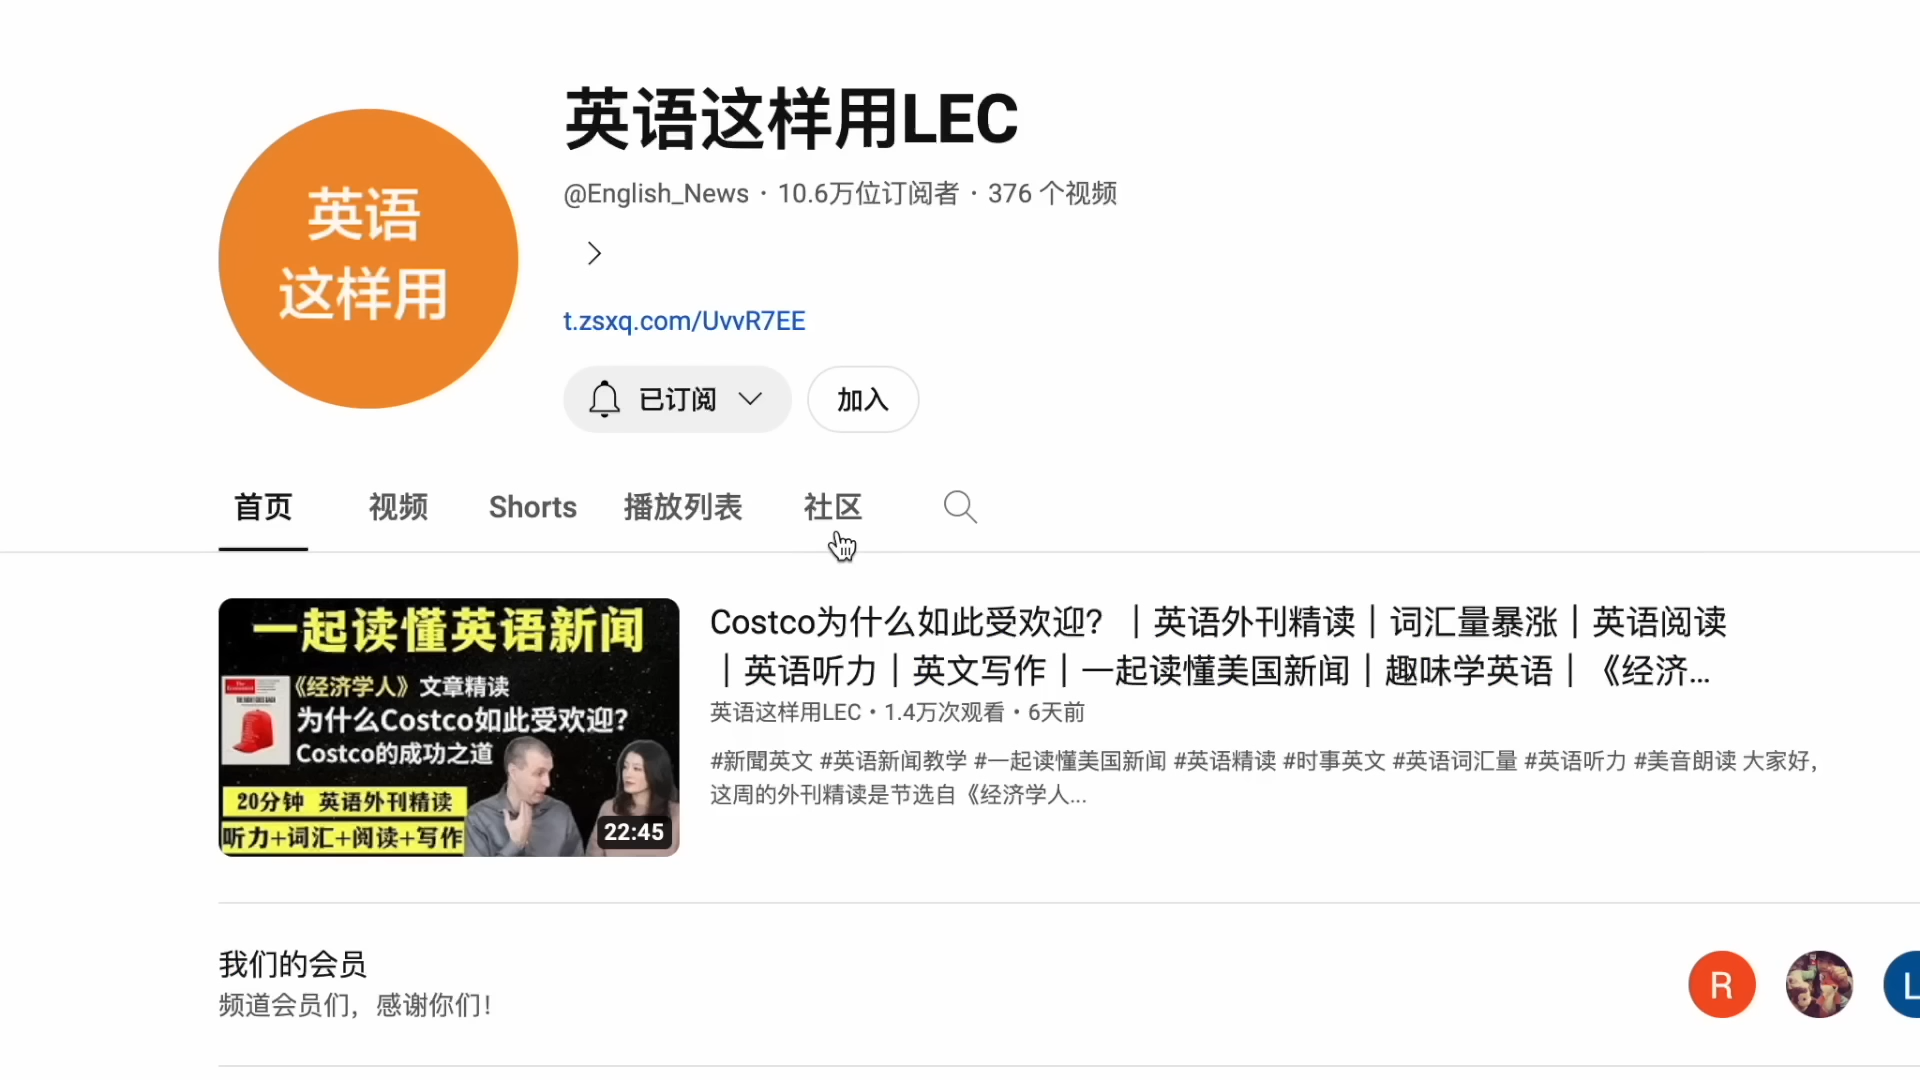 英语这样用LEC
英语
这样用
@English_News · 10.6万位订阅者 · 376 个视频
t.zsxq.com/UvvR7EE
已订阅
加入
首页
视频
Shorts
播放列表
社区
一起读懂英语新闻
《经济学人》文章精读
为什么Costco如此受欢迎?
Costco的成功之道
20分钟 英语外刊精读
听力+词汇+阅读+写作
22:45
Costco为什么如此受欢迎？｜英语外刊精读｜词汇量暴涨｜英语阅读
｜英语听力｜英文写作｜一起读懂美国新闻｜趣味学英语｜《经济...
英语这样用LEC • 1.4万次观看 • 6天前
#新聞英文 #英语新闻教学 #一起读懂美国新闻 #英语精读 #时事英文 #英语词汇量 #英语听力 #美音朗读 大家好，
这周的外刊精读是节选自《经济学人...
我们的会员
频道会员们，感谢你们！
R
L